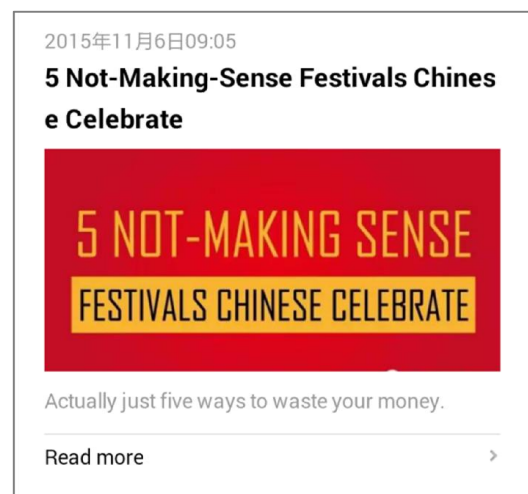 2015年11月6日09:05
5 Not-Making-Sense Festivals Chines
e Celebrate
5 NOT-MAKING SENSE
FESTIVALS CHINESE CELEBRATE
Actually just five ways to waste your money.
Read more